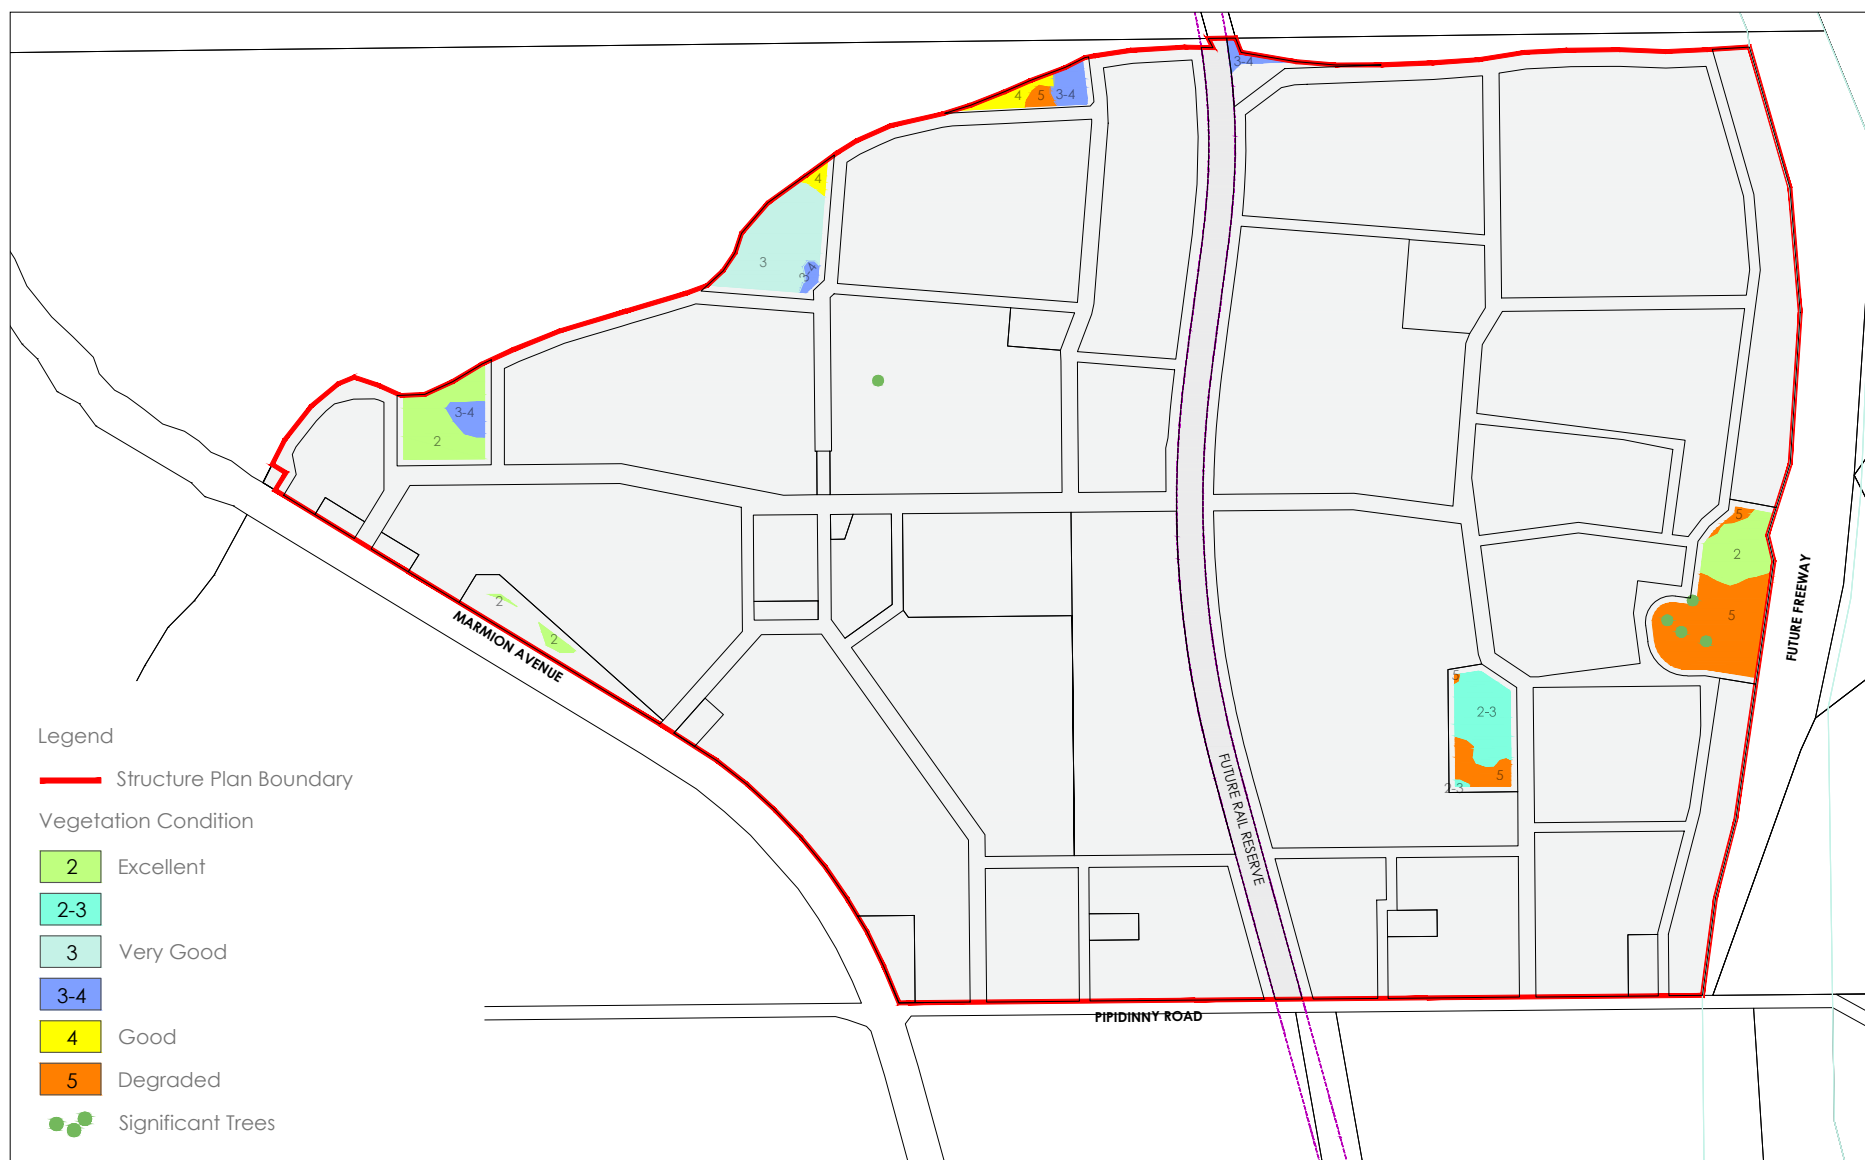 3-4
4
5
3-4
4
3
3-4
3-4
2
5
2
5
2
2
MARMION AVENUE
FUTURE FREEWAY
5
2-3
5
2-3
FUTURE RAIL RESERVE
PIPIDINNY ROAD
Legend
Structure Plan Boundary
Vegetation Condition
2 Excellent
2-3
3 Very Good
3-4
4 Good
5 Degraded
Significant Trees